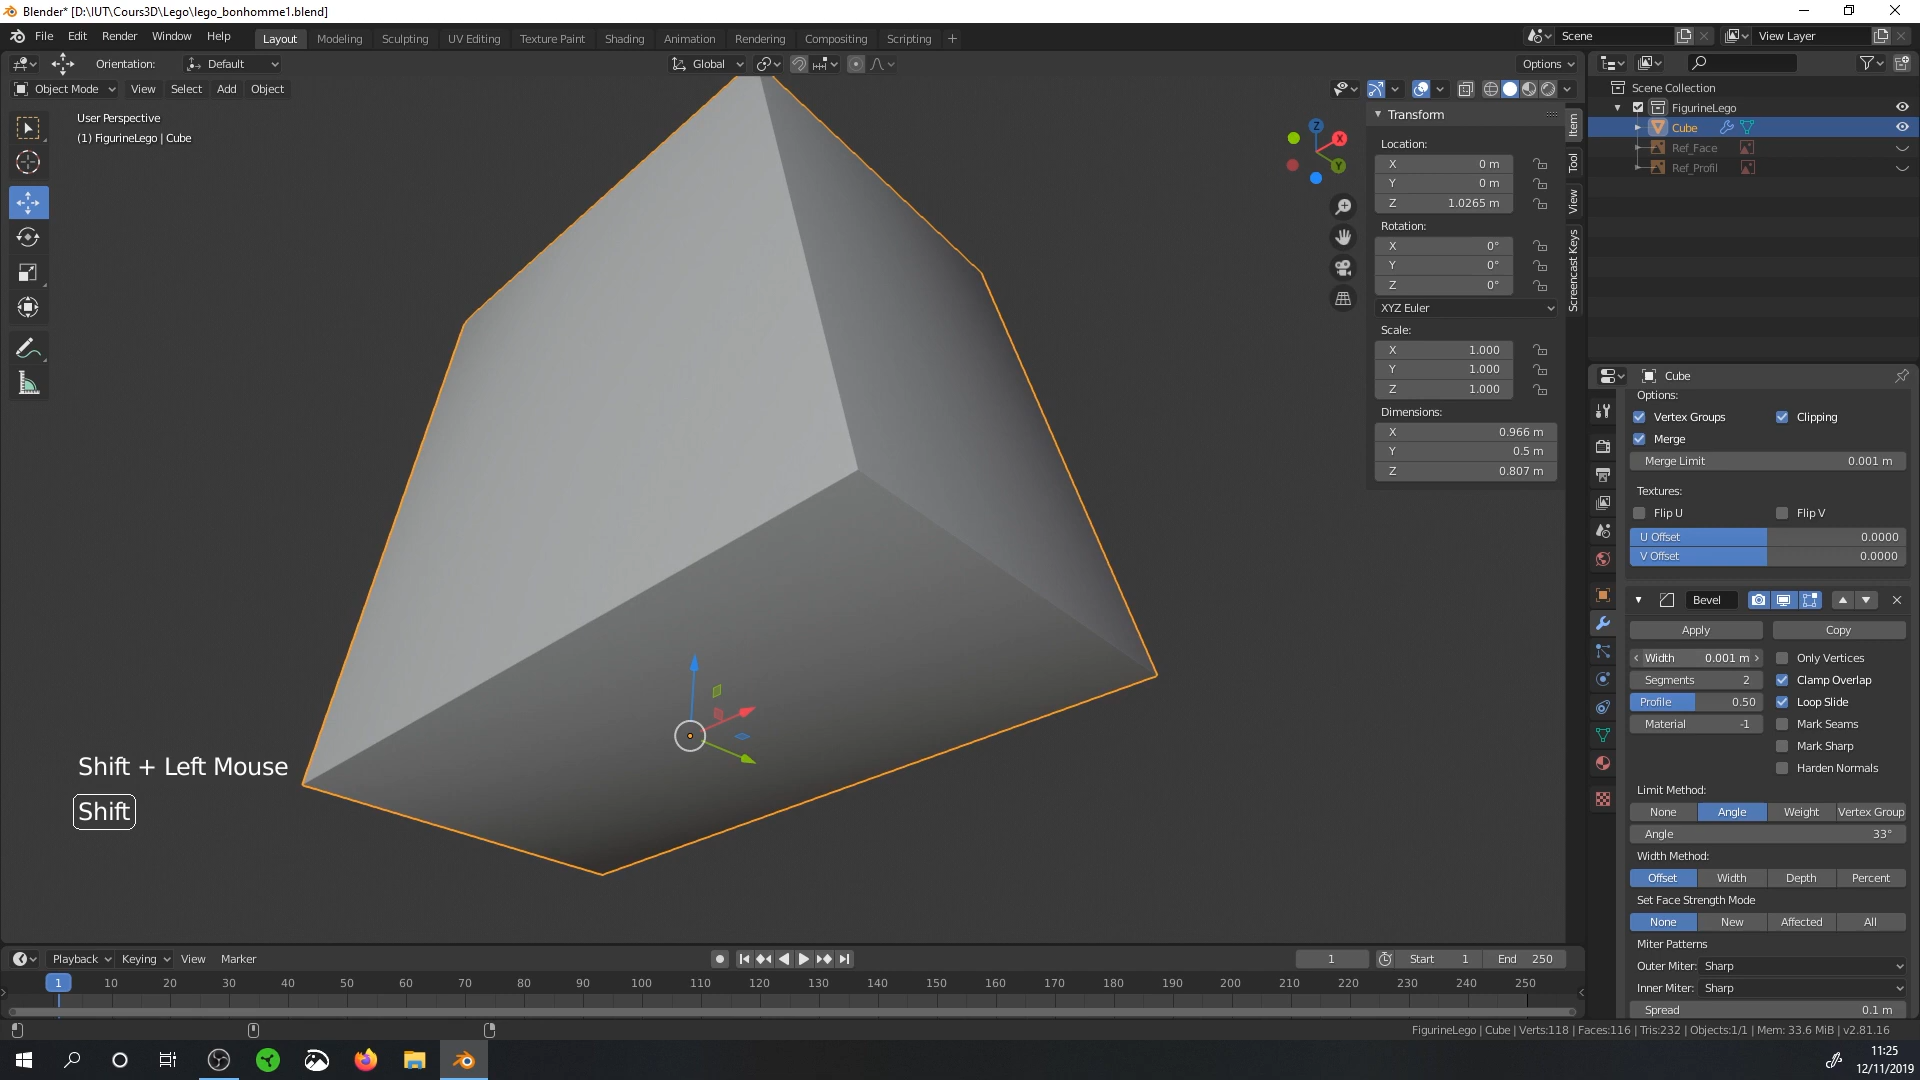 Blender* [D:\IUT\Cours3D\Lego\lego_bonhomme1.blend]
File Edit Render Window Help
Layout Modeling Sculpting UV Editing Texture Paint Shading Animation Rendering Compositing Scripting +
Scene
View Layer
Orientation: Default
Global
Options
Object Mode View Select Add Object
User Perspective
(1) FigurineLego | Cube
Z
X
Y
Transform
Location:
X 0 m
Y 0 m
Z 1.0265 m
Rotation:
X 0°
Y 0°
Z 0°
XYZ Euler
Scale:
X 1.000
Y 1.000
Z 1.000
Dimensions:
X 0.966 m
Y 0.5 m
Z 0.807 m
Item
Tool
View
Screencast Keys
Scene Collection
FigurineLego
Cube
Ref_Face
Ref_Profil
Cube
Options:
Vertex Groups Clipping
Merge
Merge Limit 0.001 m
Textures:
Flip U Flip V
U Offset 0.0000
V Offset 0.0000
Bevel
Apply Copy
Width 0.001 m Only Vertices
Segments 2 Clamp Overlap
Profile 0.50 Loop Slide
Material -1 Mark Seams
Mark Sharp
Harden Normals
Limit Method:
None Angle Weight Vertex Group
Angle 33°
Width Method:
Offset Width Depth Percent
Set Face Strength Mode
None New Affected All
Miter Patterns
Outer Miter: Sharp
Inner Miter: Sharp
Spread 0.1 m
Shift + Left Mouse
Shift
Playback Keying View Marker
1 Start 1 End 250
1 10 20 30 40 50 60 70 80 90 100 110 120 130 140 150 160 170 180 190 200 210 220 230 240 250
FigurineLego | Cube | Verts:118 | Faces:116 | Tris:232 | Objects:1/1 | Mem: 33.6 MiB | v2.81.16
11:25
12/11/2019